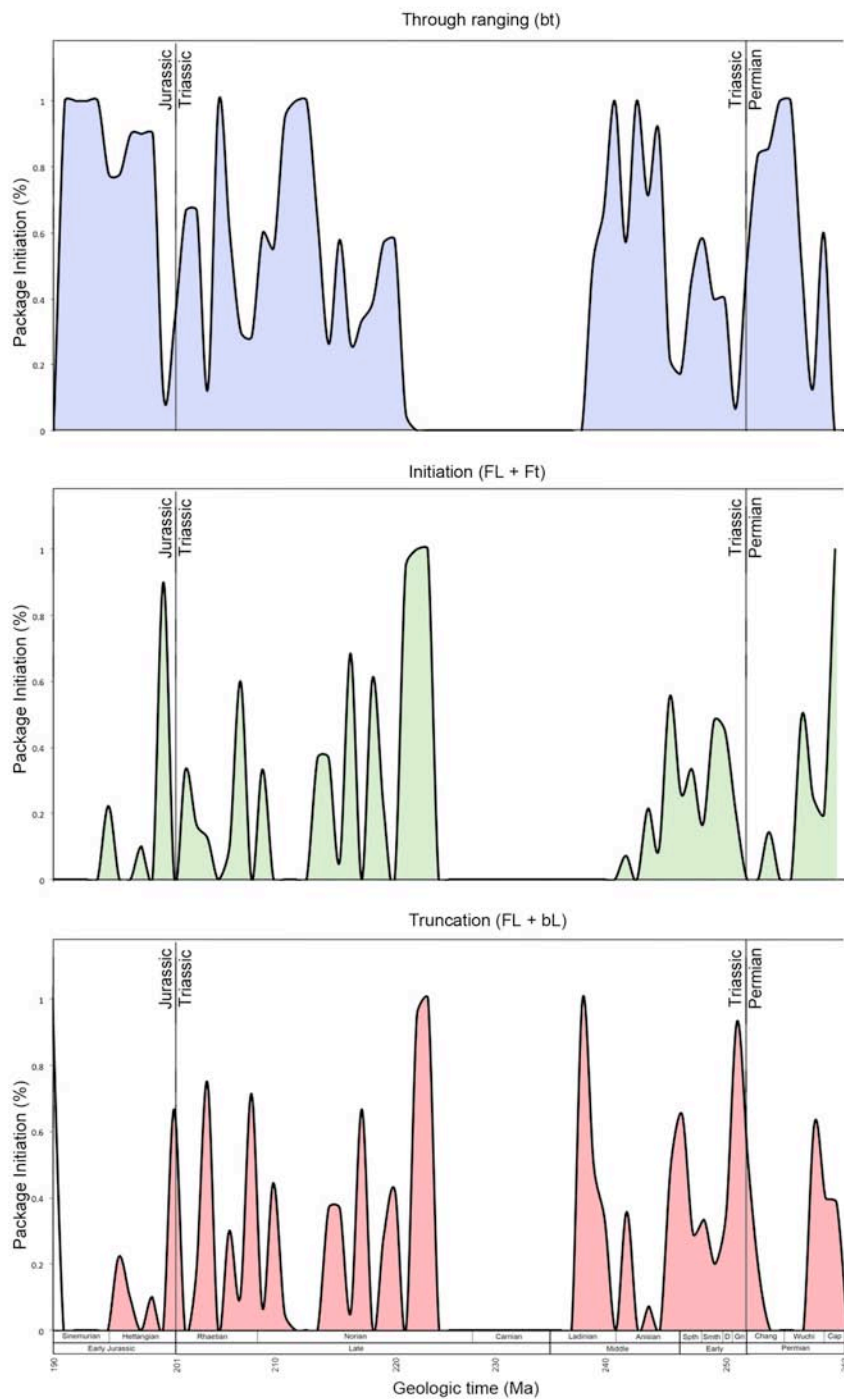 Through ranging (bt)
Package Initiation (%)
Jurassic
Triassic
Triassic
Permian
1
0.8
0.6
0.4
0.2
0
Initiation (FL + Ft)
Package Initiation (%)
Jurassic
Triassic
Triassic
Permian
1
0.8
0.6
0.4
0.2
0
Truncation (FL + bL)
Package Initiation (%)
Jurassic
Triassic
Triassic
Permian
1
0.8
0.6
0.4
0.2
0
Sinemurian Hettangian Rhaetian Norian Carnian Ladinian Anisian Spth Smith D Gn Chang Wuchi Cap
Early Jurassic Late Middle Early Permian
190 201 210 220 230 240 250
Geologic time (Ma)